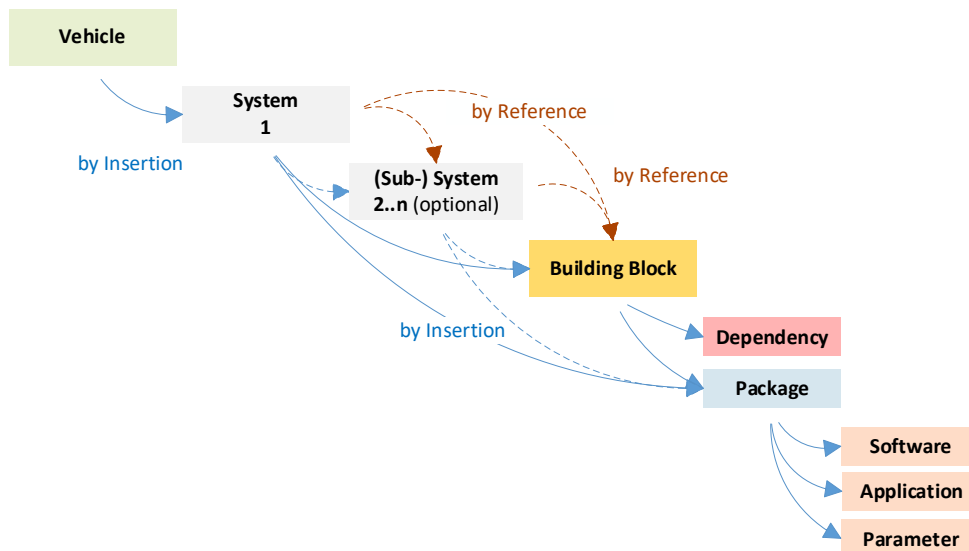 Vehicle
System
1
by Reference
by Insertion
(Sub-) System
2..n (optional)
by Reference
Building Block
by Insertion
Dependency
Package
Software
Application
Parameter